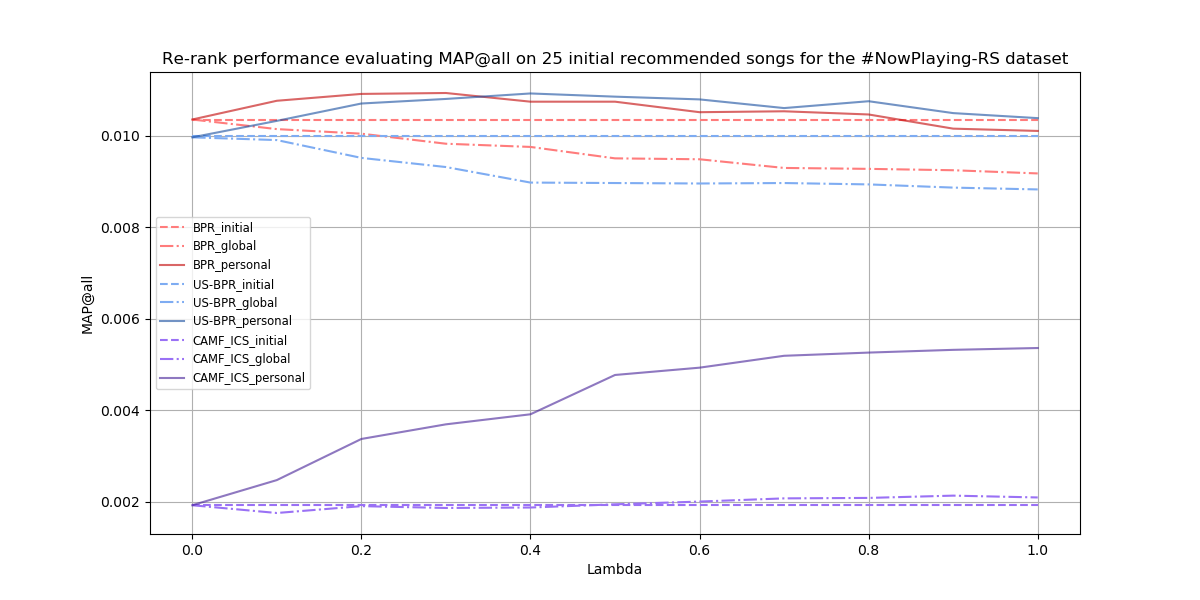 Re-rank performance evaluating MAP@all on 25 initial recommended songs for the #NowPlaying-RS dataset
0.010
0.008
0.006
0.004
0.002
MAP@all
BPR_initial
BPR_global
BPR_personal
US-BPR_initial
US-BPR_global
US-BPR_personal
CAMF_ICS_initial
CAMF_ICS_global
CAMF_ICS_personal
0.0 0.2 0.4 0.6 0.8 1.0
Lambda